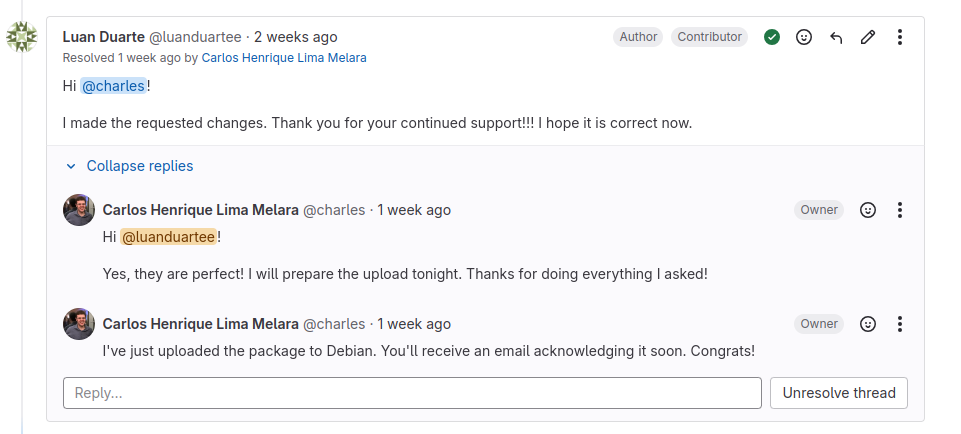 Luan Duarte @luanduartee · 2 weeks ago Author Contributor
Resolved 1 week ago by Carlos Henrique Lima Melara
Hi @charles!
I made the requested changes. Thank you for your continued support!!! I hope it is correct now.
Collapse replies
Carlos Henrique Lima Melara @charles · 1 week ago Owner
Hi @luanduartee!
Yes, they are perfect! I will prepare the upload tonight. Thanks for doing everything I asked!
Carlos Henrique Lima Melara @charles · 1 week ago Owner
I've just uploaded the package to Debian. You'll receive an email acknowledging it soon. Congrats!
Reply... Unresolve thread